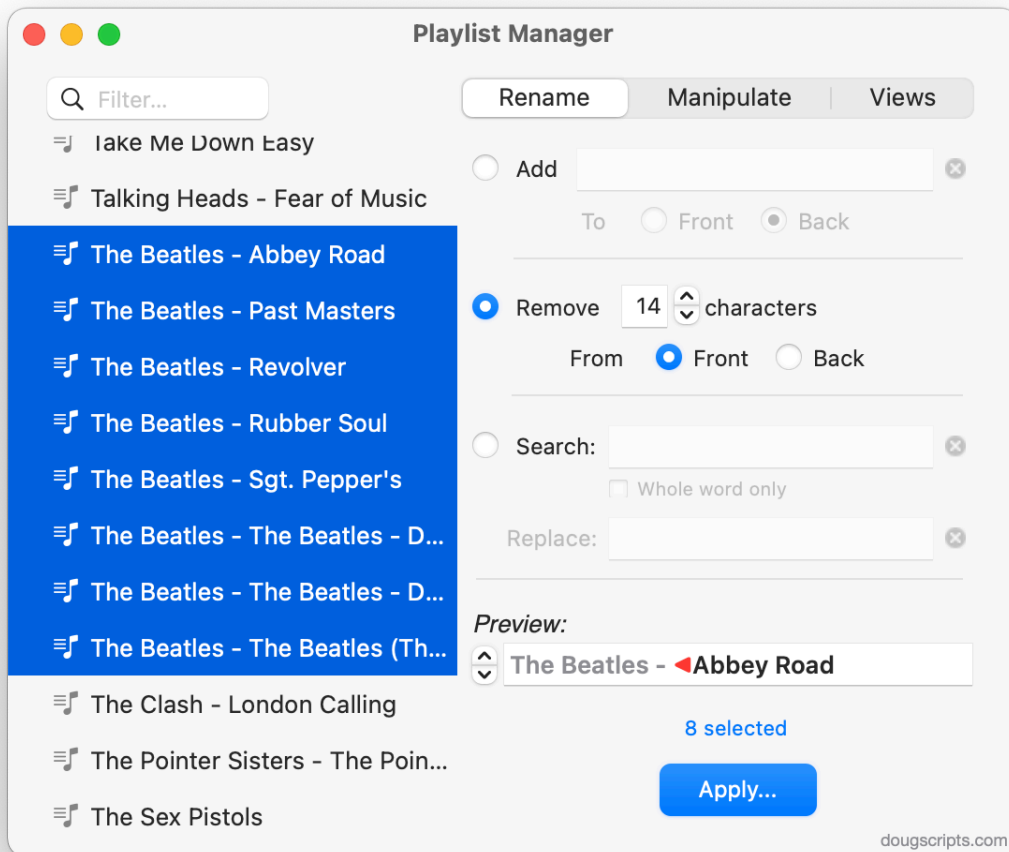 Playlist Manager
Filter...
Take Me Down Easy
Talking Heads - Fear of Music
The Beatles - Abbey Road
The Beatles - Past Masters
The Beatles - Revolver
The Beatles - Rubber Soul
The Beatles - Sgt. Pepper's
The Beatles - The Beatles - D...
The Beatles - The Beatles - D...
The Beatles - The Beatles (Th...
The Clash - London Calling
The Pointer Sisters - The Poin...
The Sex Pistols
Rename Manipulate Views
Add
To Front Back
Remove 14 characters
From Front Back
Search:
Whole word only
Replace:
Preview:
The Beatles - Abbey Road
8 selected
Apply...
dougscripts.com